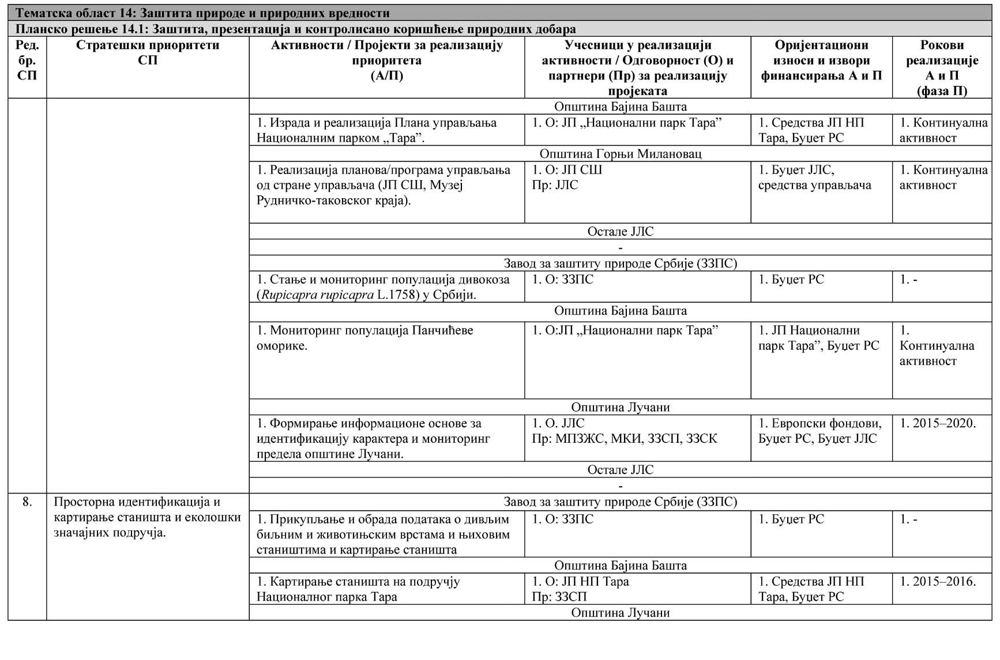 Тематска област 14: Заштита природе и природних вредности
Планско решење 14.1: Заштита, презентација и контролисано коришћење природних добара
Ред.
бр.
СП
Стратешки приоритети
СП
Активности / Пројекти за реализацију
приоритета
(А/П)
Учесници у реализацији
активности / Одговорност (О) и
партнери (Пр) за реализацију
пројеката
Оријентациони
износи и извори
финансирања А и П
Рокови
реализације
А и П
(фаза П)
Општина Бајина Башта
1. Израда и реализација Плана управљања
Националним парком „Тара”.
1. О: ЈП „Национални парк Тара”
1. Средства ЈП НП
Тара, Буџет РС
1. Континуална
активност
Општина Горњи Милановац
1. Реализација планова/програма управљања
од стране управљача (ЈП СШ, Музеј
Рудничко-таковског краја).
1. О: ЈП СШ
Пр: ЈЛС
1. Буџет ЈЛС,
средства управљача
1. Континуална
активност
Остале ЈЛС
-
Завод за заштиту природе Србије (ЗЗПС)
1. Стање и мониторинг популација дивокоза
(Rupicapra rupicapra L.1758) у Србији.
1. О: ЗЗПС
1. Буџет РС
1. -
Општина Бајина Башта
1. Мониторинг популација Панчићеве
оморике.
1. О:ЈП „Национални парк Тара”
1. ЈП Национални
парк Тара”, Буџет РС
1.
Континуална
активност
Општина Лучани
1. Формирање информационе основе за
идентификацију карактера и мониторинг
предела општине Лучани.
1. О. ЈЛС
Пр: МПЗЖС, МКИ, ЗЗСП, ЗЗСК
1. Европски фондови,
Буџет РС, Буџет ЈЛС
1. 2015–2020.
Остале ЈЛС
-
8.
Просторна идентификација и
картирање станишта и еколошки
значајних подручја.
Завод за заштиту природе Србије (ЗЗПС)
1. Прикупљање и обрада података о дивљим
биљним и животињским врстама и њиховим
стаништима и картирање станишта
1. О: ЗЗПС
1. Буџет РС
1. -
Општина Бајина Башта
1. Картирање станишта на подручју
Националног парка Тара
1. О: ЈП НП Тара
Пр: ЗЗСП
1. Средства ЈП НП
Тара, Буџет РС
1. 2015–2016.
Општина Лучани